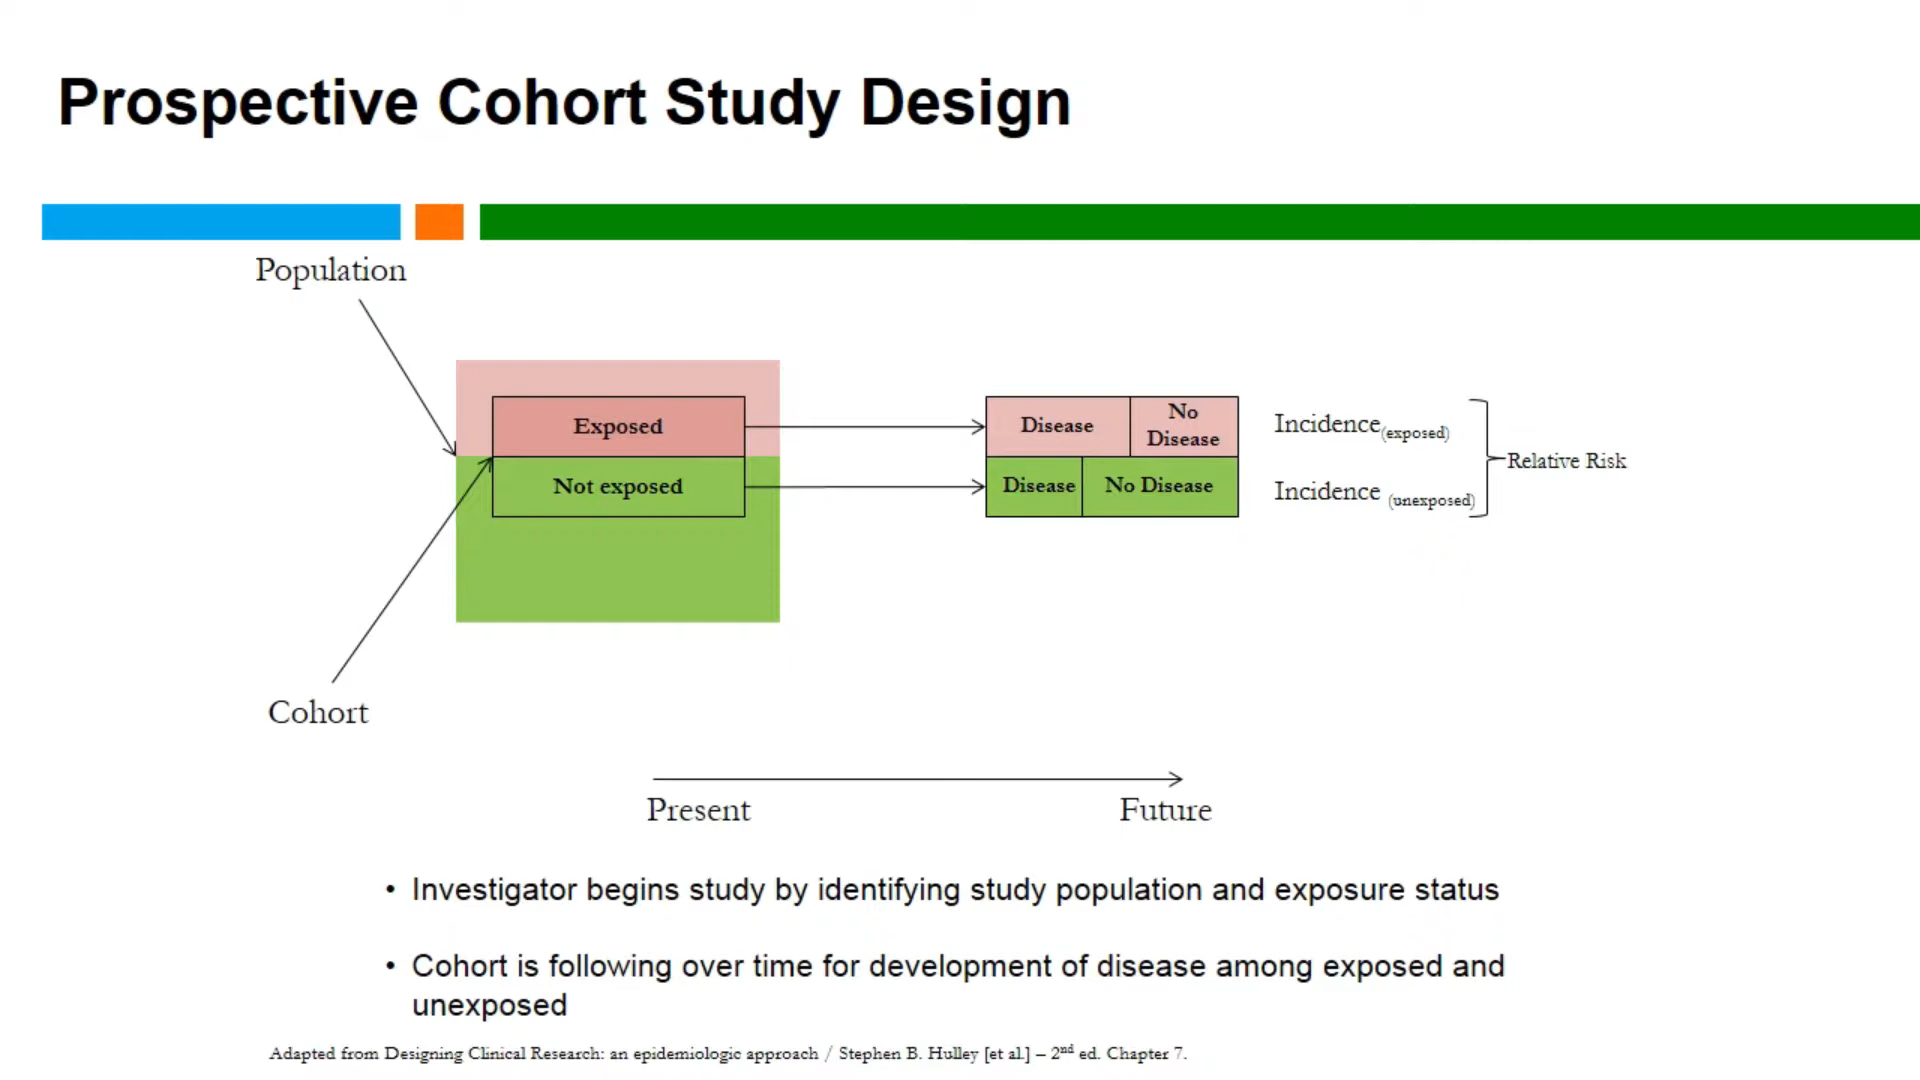 Prospective Cohort Study Design
Population
Exposed
Not exposed
Disease
No
Disease
Disease
No Disease
Incidence(exposed)
Incidence (unexposed)
Relative Risk
Cohort
Present
Future
• Investigator begins study by identifying study population and exposure status
• Cohort is following over time for development of disease among exposed and
unexposed
Adapted from Designing Clinical Research: an epidemiologic approach / Stephen B. Hulley [et al.] – 2nd ed. Chapter 7.